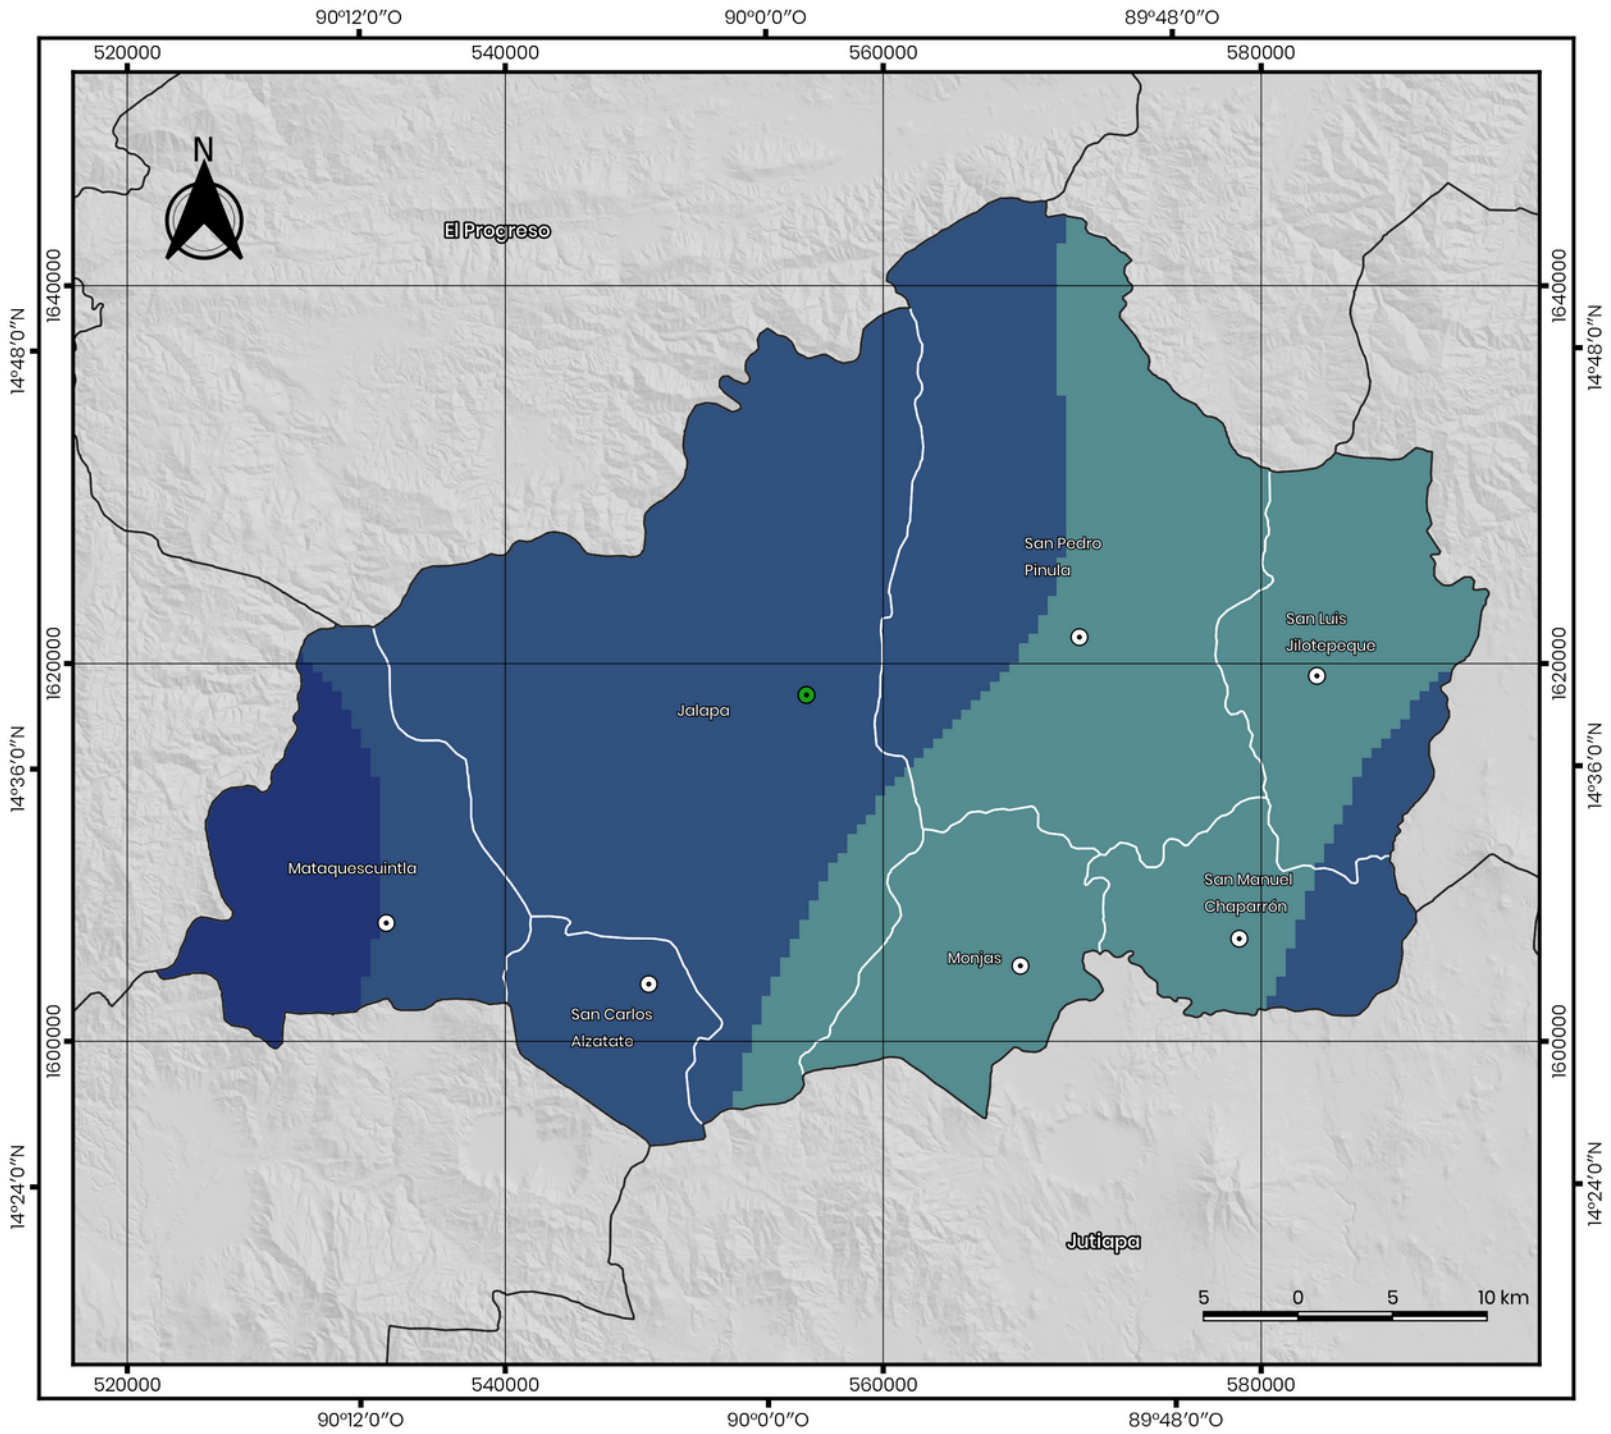 90°12'0"O 90°0'0"O 89°48'0"O
520000 540000 560000 580000
N
El Progreso
1640000 1640000
14°48'0"N 14°48'0"N
San Pedro
Pinula
San Luis
Jilotepeque
1620000 1620000
Jalapa
14°36'0"N 14°36'0"N
Mataquescuintla
San Manuel
Chaparrón
Monjas
San Carlos
Alzatate
1600000 1600000
14°24'0"N 14°24'0"N
Jutiapa
5 0 5 10 km
520000 540000 560000 580000
90°12'0"O 90°0'0"O 89°48'0"O